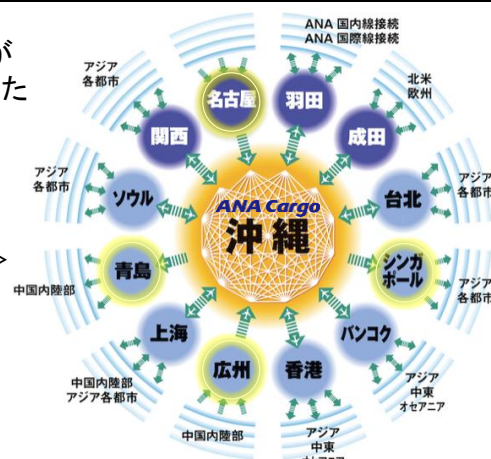 が
た
ANA 国内線接続
ANA 国際線接続
アジア
各都市
北米
欧州
名古屋
羽田
関西
成田
アジア
各都市
ソウル
台北
アジア
各都市
ANA Cargo
沖縄
青島
シンガ
ポール
中国内陸部
アジア
各都市
上海
バンコク
広州
香港
中国内陸部
アジア各都市
アジア
中東
オセアニア
中国内陸部
アジア
中東